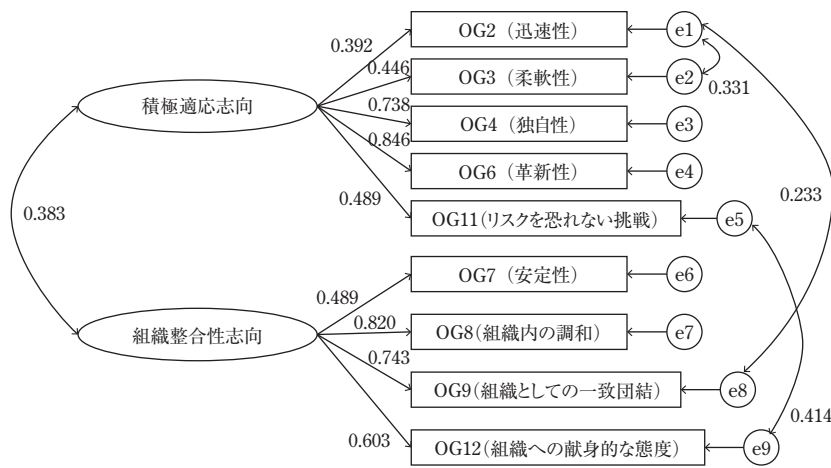 OG2（迅速性）
e1
0.392
OG3（柔軟性）
e2
0.446
0.331
積極適応志向
0.738
OG4（独自性）
e3
0.846
OG6（革新性）
e4
0.489
OG11(リスクを恐れない挑戦)
e5
0.233
0.383
OG7（安定性）
e6
0.489
組織整合性志向
0.820
OG8(組織内の調和)
e7
0.743
OG9(組織としての一致団結)
e8
0.414
0.603
OG12(組織への献身的な態度)
e9